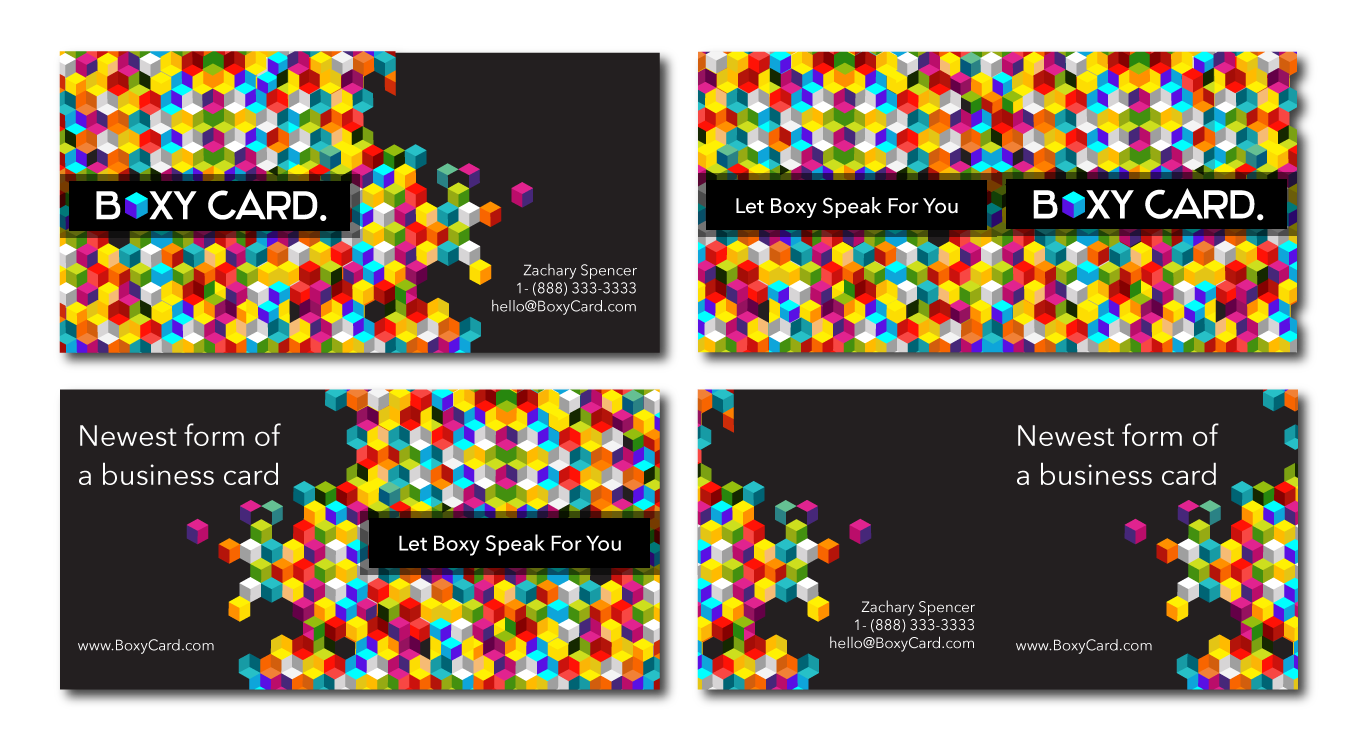 BOXY CARD.
Zachary Spencer
1- (888) 333-3333
hello@BoxyCard.com
Let Boxy Speak For You
BOXY CARD.
Newest form of
a business card
Let Boxy Speak For You
www.BoxyCard.com
Newest form of
a business card
Zachary Spencer
1- (888) 333-3333
hello@BoxyCard.com
www.BoxyCard.com